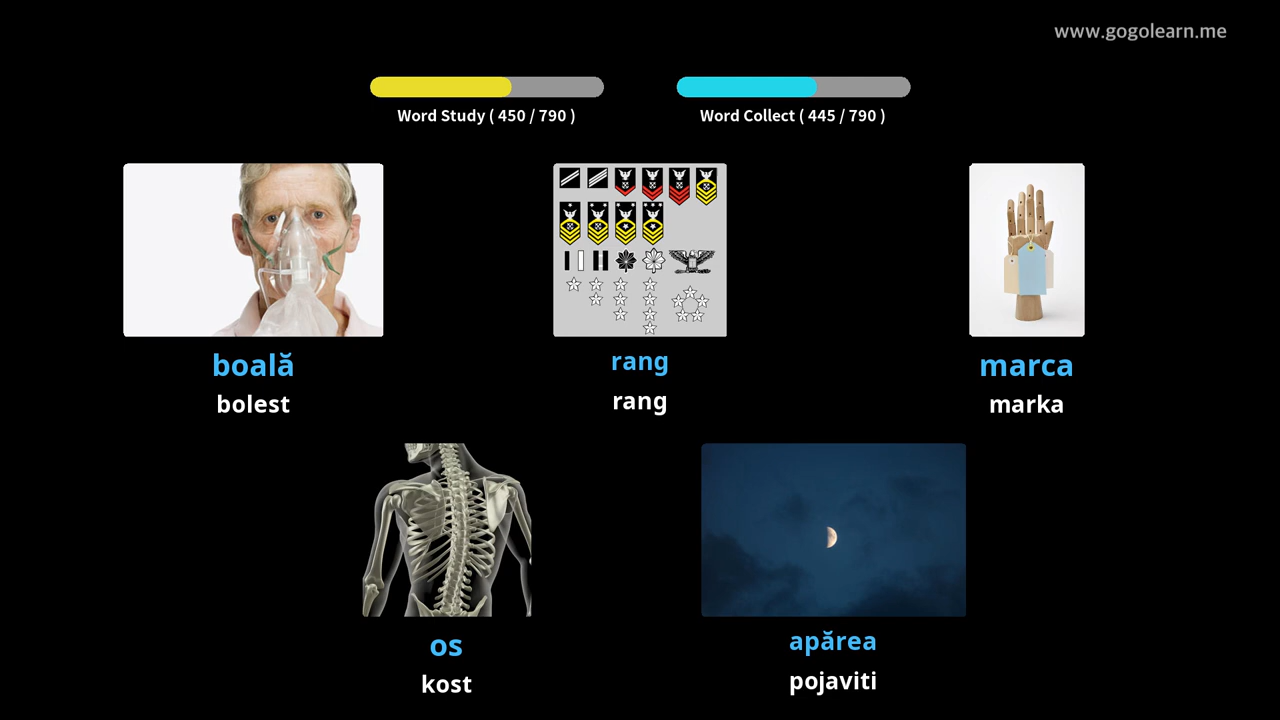 www.gogolearn.me
Word Study ( 450 / 790 )
Word Collect ( 445 / 790 )
boală
bolest
rang
rang
marca
marka
os
kost
apărea
pojaviti